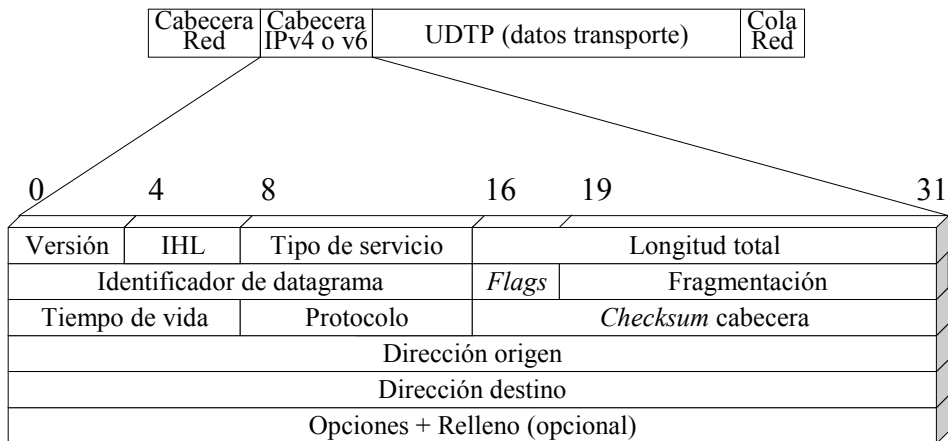 Cabecera Red
Cabecera IPv4 o v6
UDTP (datos transporte)
Cola Red
0 4 8 16 19 31
Versión IHL Tipo de servicio Longitud total
Identificador de datagrama Flags Fragmentación
Tiempo de vida Protocolo Checksum cabecera
Dirección origen
Dirección destino
Opciones + Relleno (opcional)